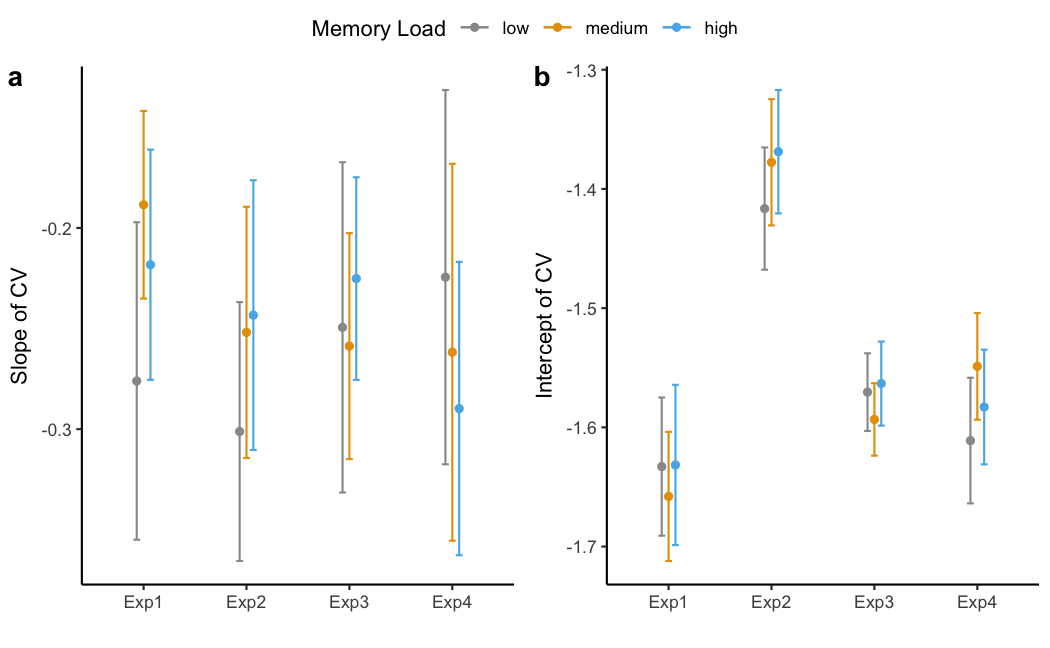 Memory Load low medium high
a
Slope of CV
-0.2
-0.3
Exp1 Exp2 Exp3 Exp4
b
Intercept of CV
-1.3
-1.4
-1.5
-1.6
-1.7
Exp1 Exp2 Exp3 Exp4